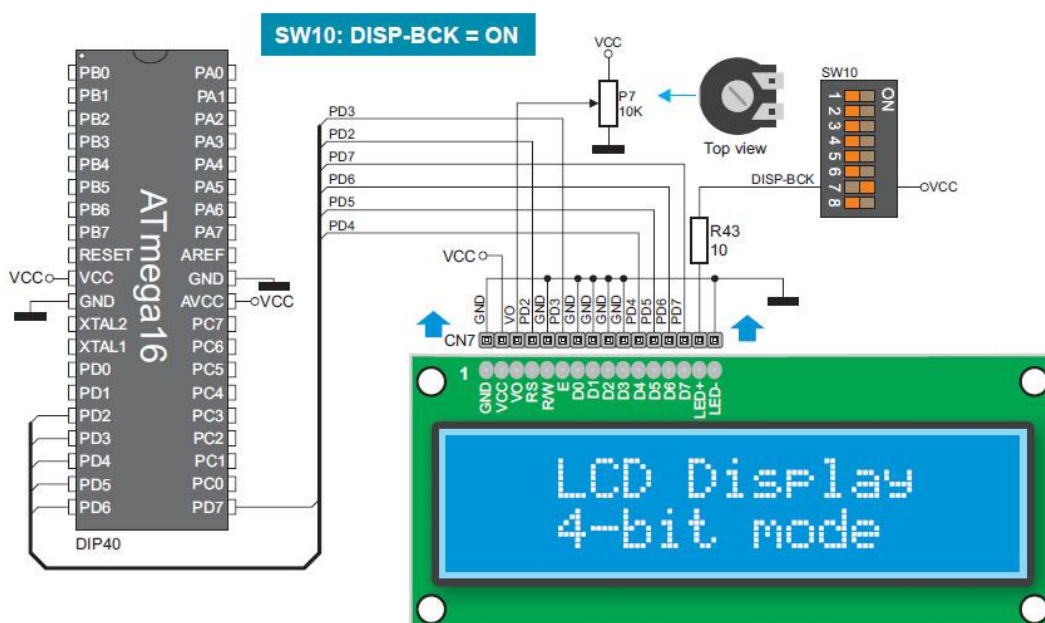 SW10: DISP-BCK = ON
PB0 PA0
PB1 PA1
PB2 PA2
PB3 PA3
PB4 PA4
PB5 PA5
PB6 PA6
PB7 PA7
RESET AREF
VCC VCC GND
GND AVCC VCC
XTAL2 PC7
XTAL1 PC6
PD0 PC5
PD1 PC4
PD2 PC3
PD3 PC2
PD4 PC1
PD5 PC0
PD6 PD7
ATmega16
DIP40
PD3
PD2
PD7
PD6
PD5
PD4
VCC
P7
10K
Top view
SW10
ON
1
2
3
4
5
6
7
8
DISP-BCK
VCC
R43
10
VCC
GND VO PD2 GND PD3 GND GND GND GND PD4 PD5 PD6 PD7
CN7
1
GND VCC VO RS R/W E D0 D1 D2 D3 D4 D5 D6 D7 LED+ LED-
LCD Display
4-bit mode